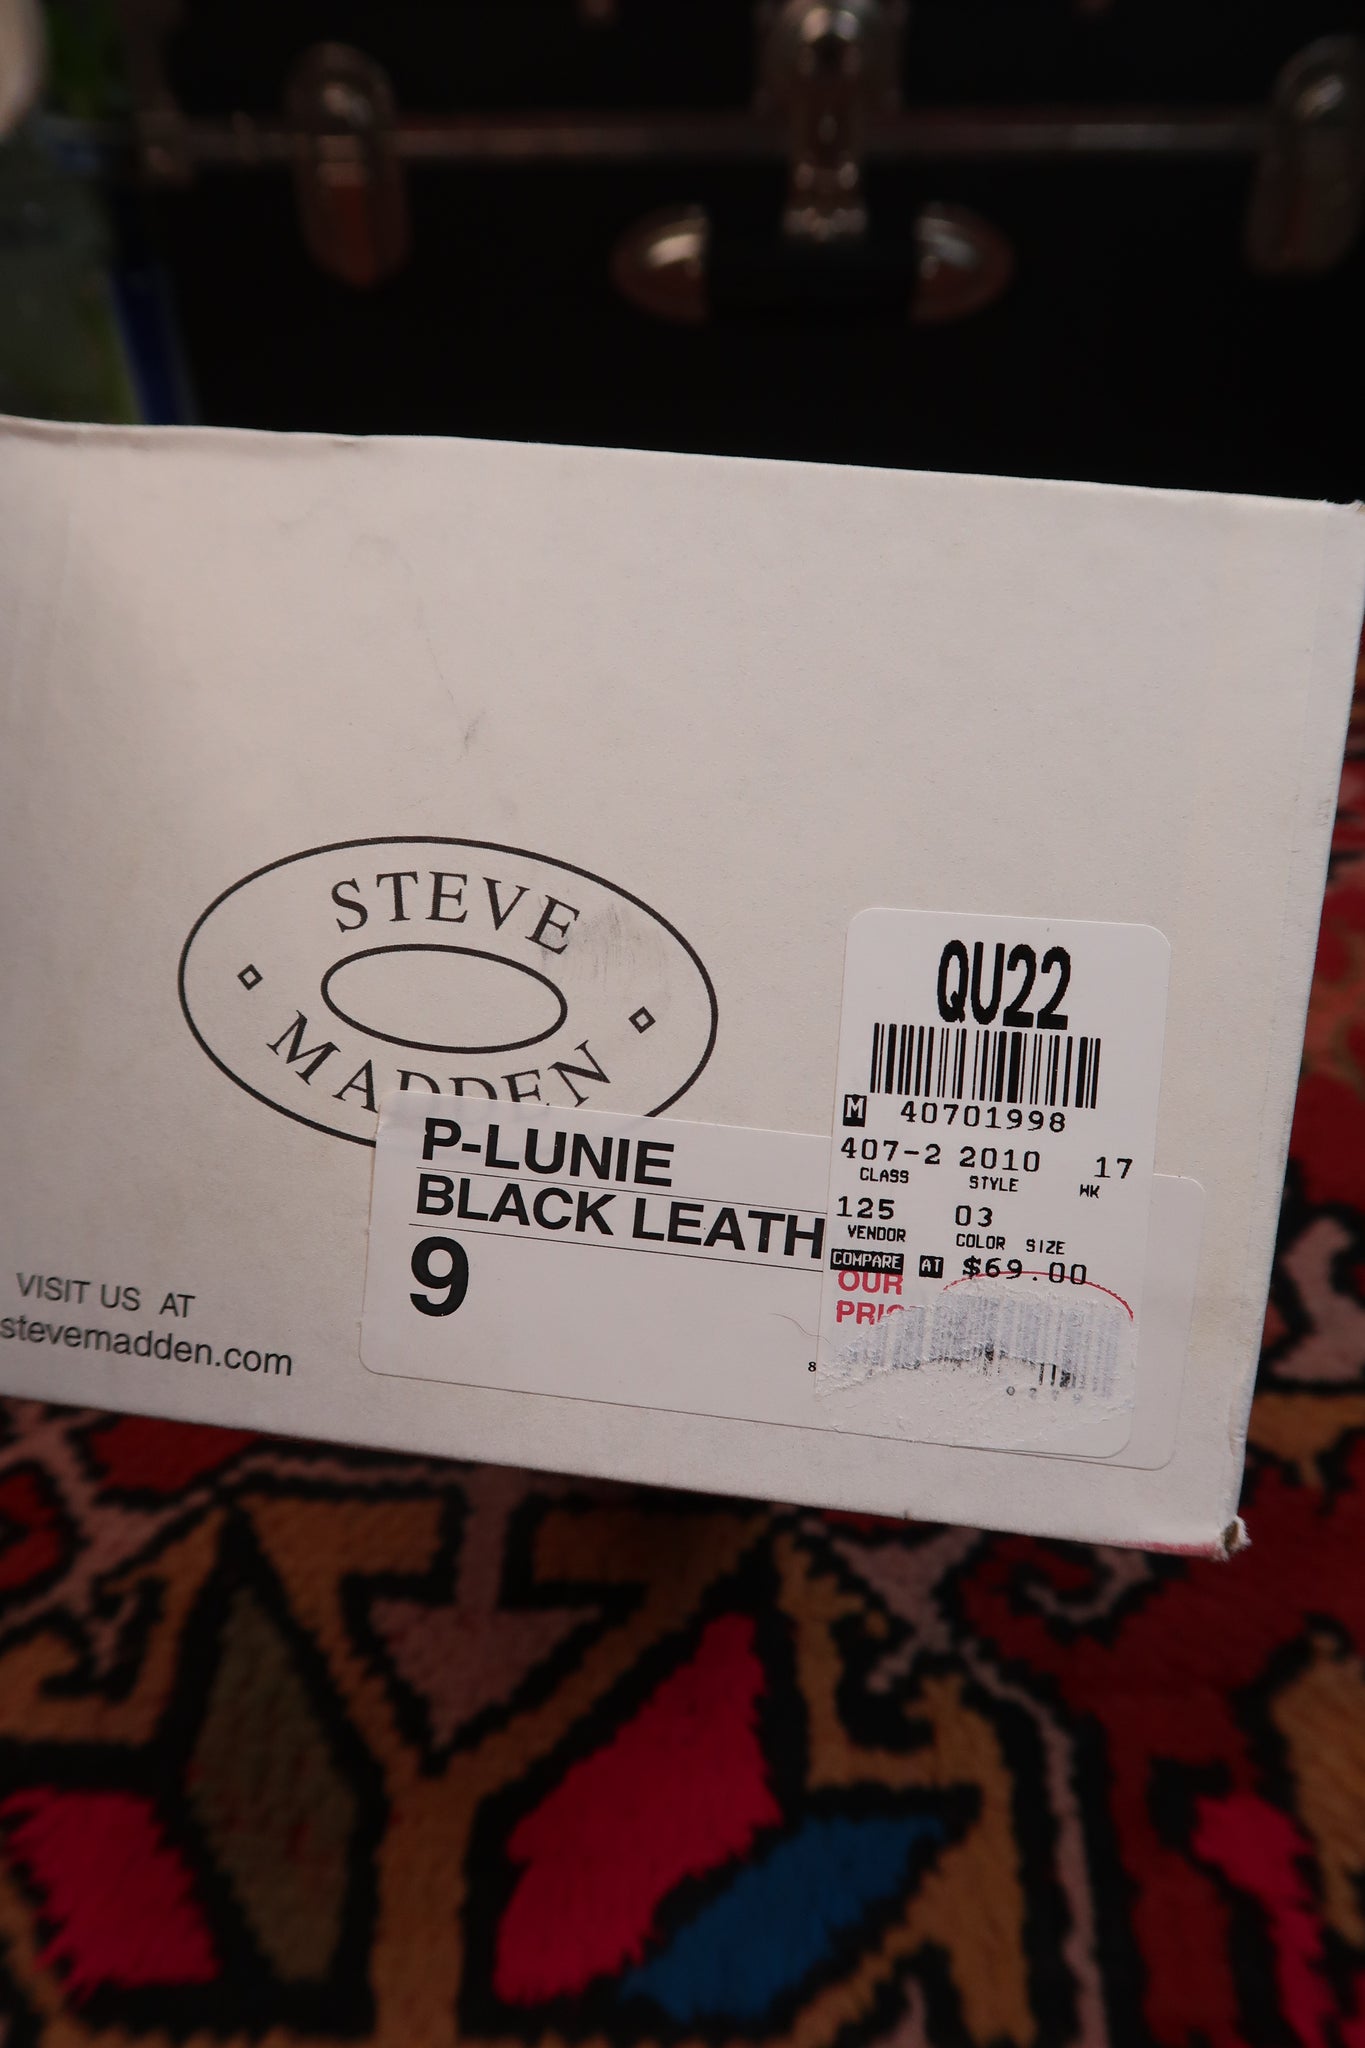 STEVE
MADDEN
P-LUNIE
BLACK LEATH
9
VISIT US AT
stevemadden.com
QU22
M 40701998
407-2 2010 17
CLASS STYLE WK
125 03
VENDOR COLOR SIZE
COMPARE AT $69.00
OUR
8